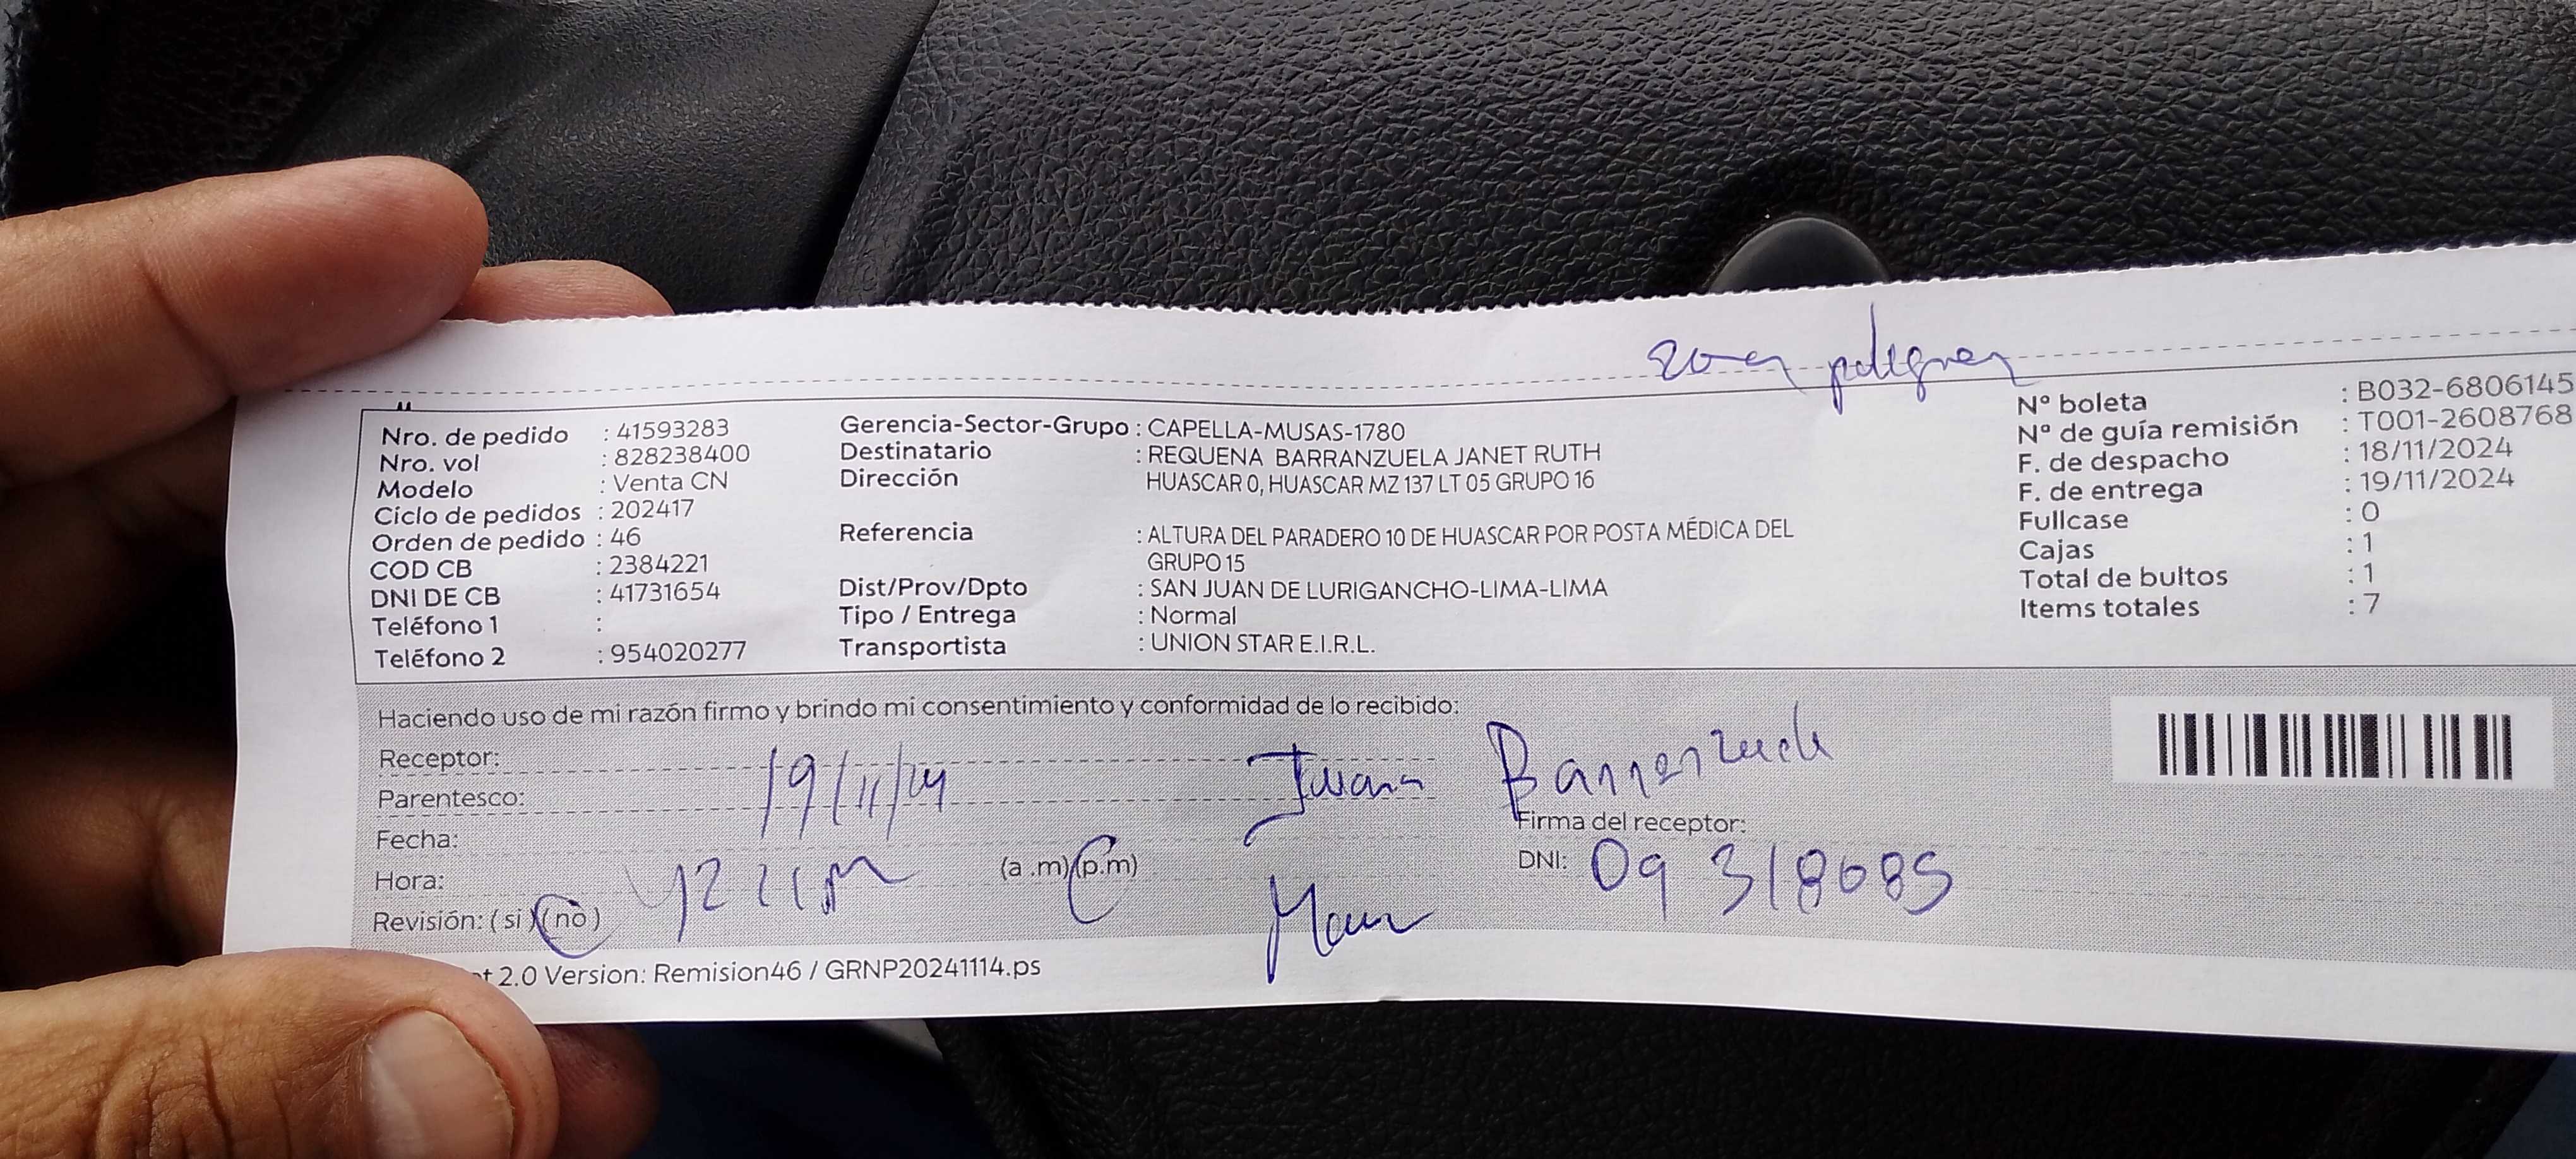 zona peligrosa
Nro. de pedido : 41593283
Nro. vol : 828238400
Modelo : Venta CN
Ciclo de pedidos : 202417
Orden de pedido : 46
COD CB : 2384221
DNI DE CB : 41731654
Teléfono 1 :
Teléfono 2 : 954020277
Gerencia-Sector-Grupo : CAPELLA-MUSAS-1780
Destinatario : REQUENA BARRANZUELA JANET RUTH
Dirección HUASCAR 0, HUASCAR MZ 137 LT 05 GRUPO 16
Referencia : ALTURA DEL PARADERO 10 DE HUASCAR POR POSTA MÉDICA DEL
GRUPO 15
Dist/Prov/Dpto : SAN JUAN DE LURIGANCHO-LIMA-LIMA
Tipo / Entrega : Normal
Transportista : UNION STAR E.I.R.L.
Nº boleta : B032-6806145
Nº de guía remisión : T001-2608768
F. de despacho : 18/11/2024
F. de entrega : 19/11/2024
Fullcase : 0
Cajas : 1
Total de bultos : 1
Items totales : 7
Haciendo uso de mi razón firmo y brindo mi consentimiento y conformidad de lo recibido:
Receptor:
Parentesco:
19/11/24
Juana Barranzuela
Fecha:
Hora: (a .m) (p.m)
Revisión: ( si ) ( no )
Firma del receptor:
DNI: 09318685
2.0 Version: Remision46 / GRNP20241114.ps